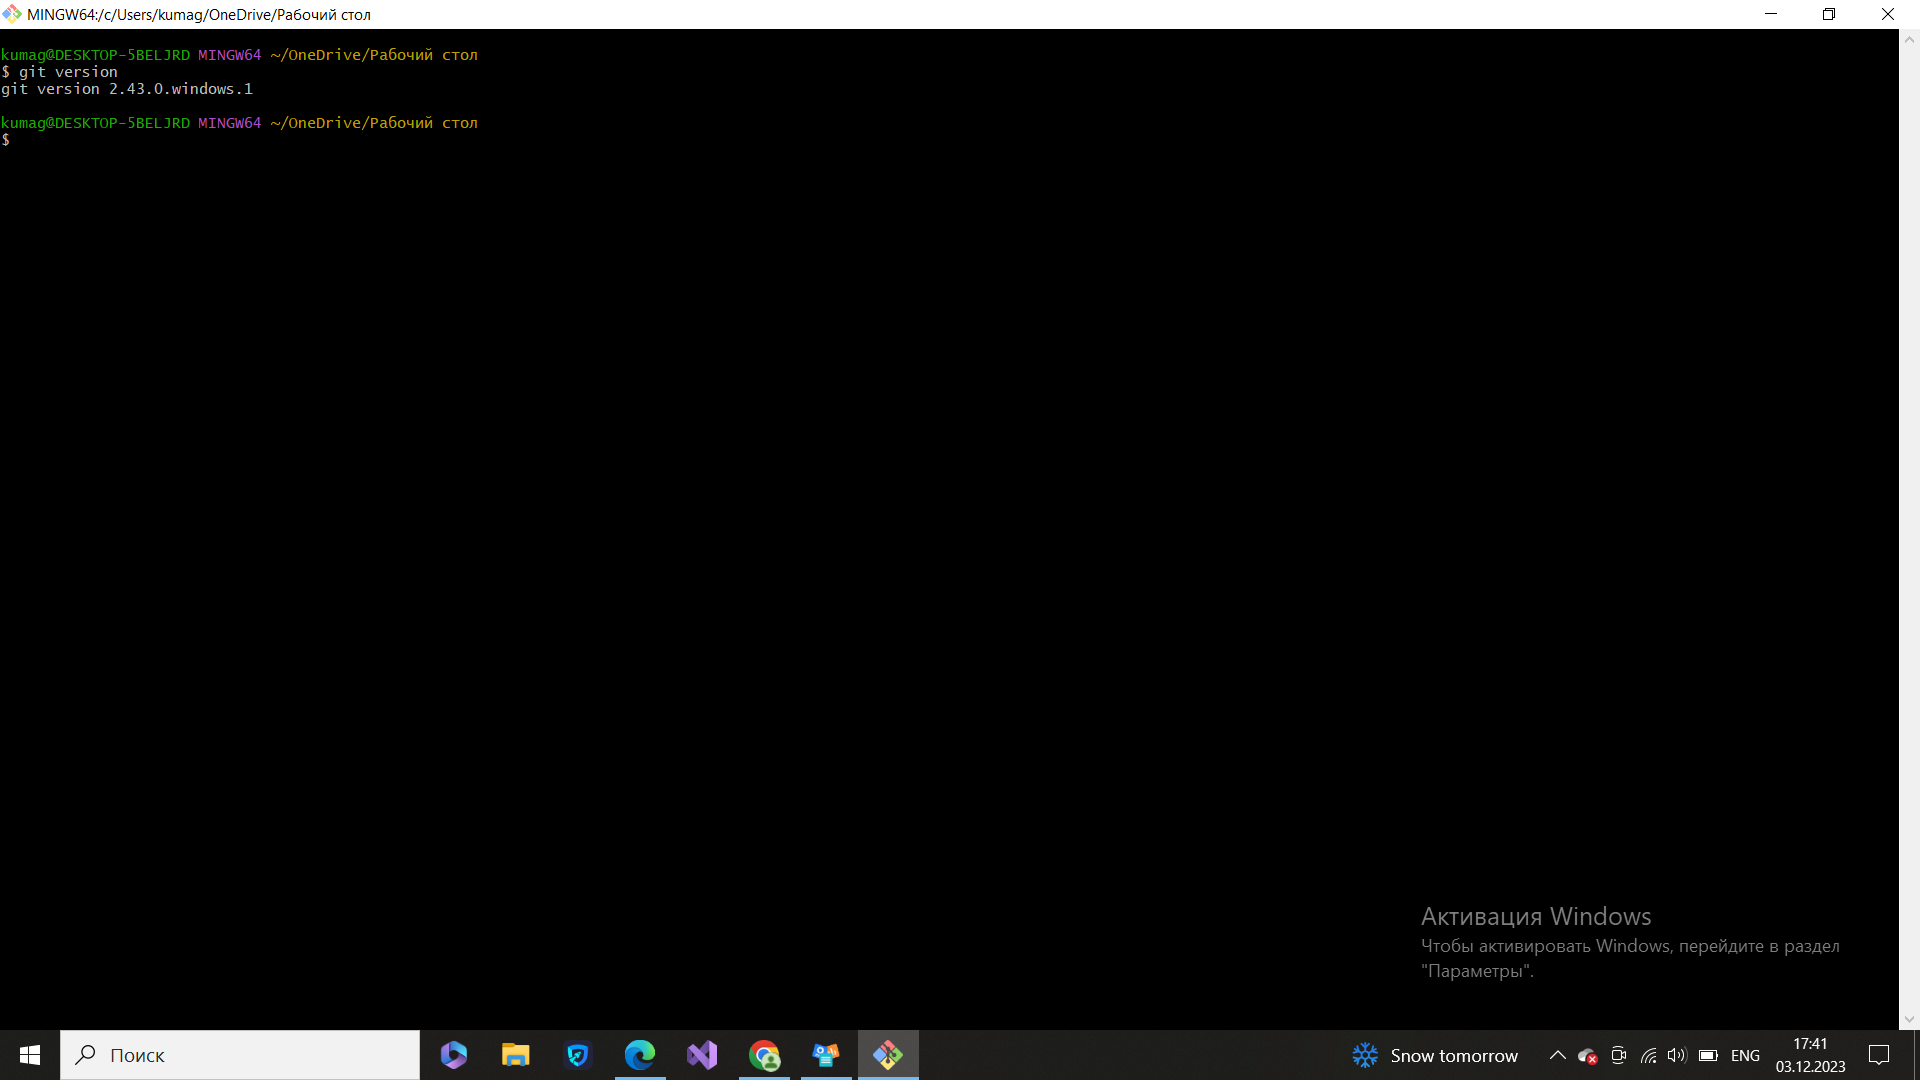 MINGW64:/c/Users/kumag/OneDrive/Рабочий стол
kumag@DESKTOP-5BELJRD MINGW64 ~/OneDrive/Рабочий стол
$ git version
git version 2.43.0.windows.1
kumag@DESKTOP-5BELJRD MINGW64 ~/OneDrive/Рабочий стол
$
Активация Windows
Чтобы активировать Windows, перейдите в раздел
"Параметры".
Поиск
Snow tomorrow
ENG
17:41
03.12.2023